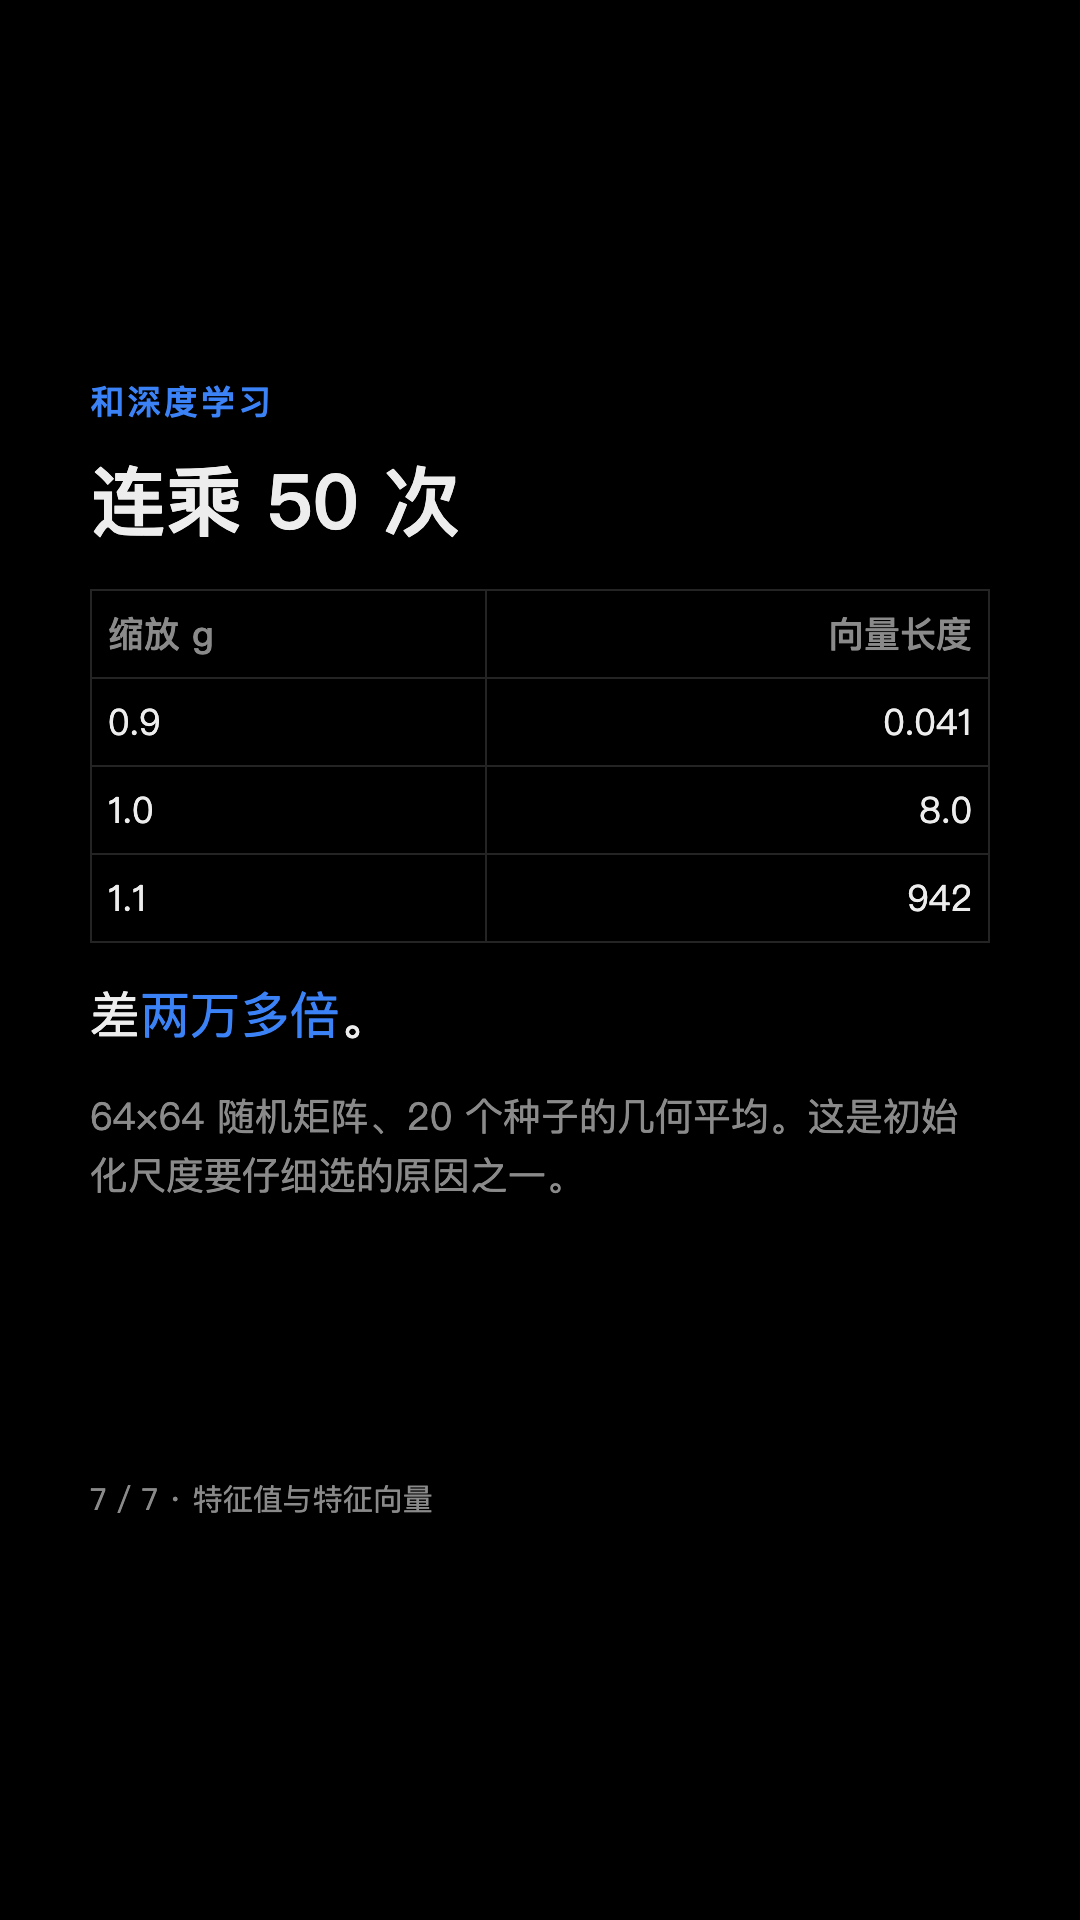 和深度学习
连乘 50 次
缩放 g 向量长度
0.9 0.041
1.0 8.0
1.1 942
差两万多倍。
64×64 随机矩阵、20 个种子的几何平均。这是初始
化尺度要仔细选的原因之一。
7 / 7 · 特征值与特征向量